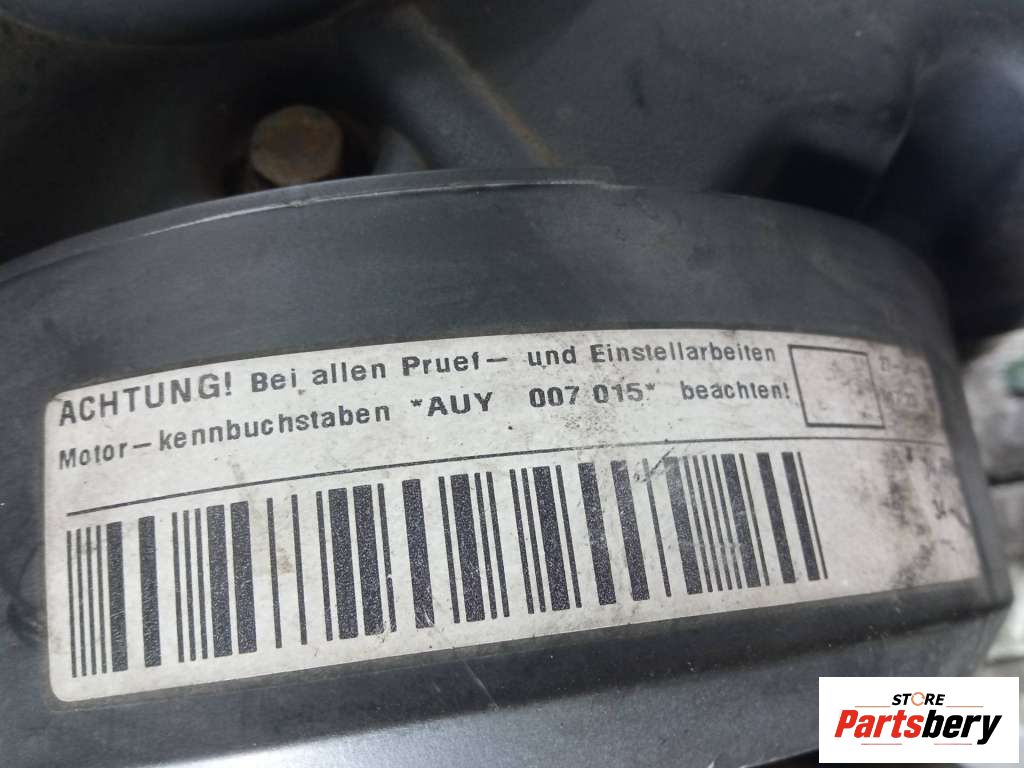 ACHTUNG! Bei allen Pruef- und Einstellarbeiten
Motor-kennbuchstaben *AUY 007 015* beachten!
STORE
Partsbery